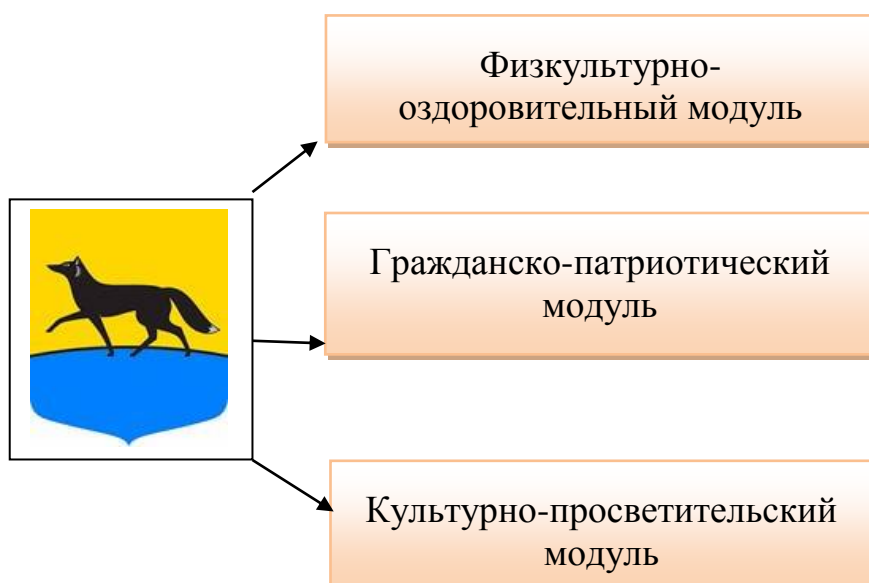 Физкультурно-
оздоровительный модуль
Гражданско-патриотический
модуль
Культурно-просветительский
модуль